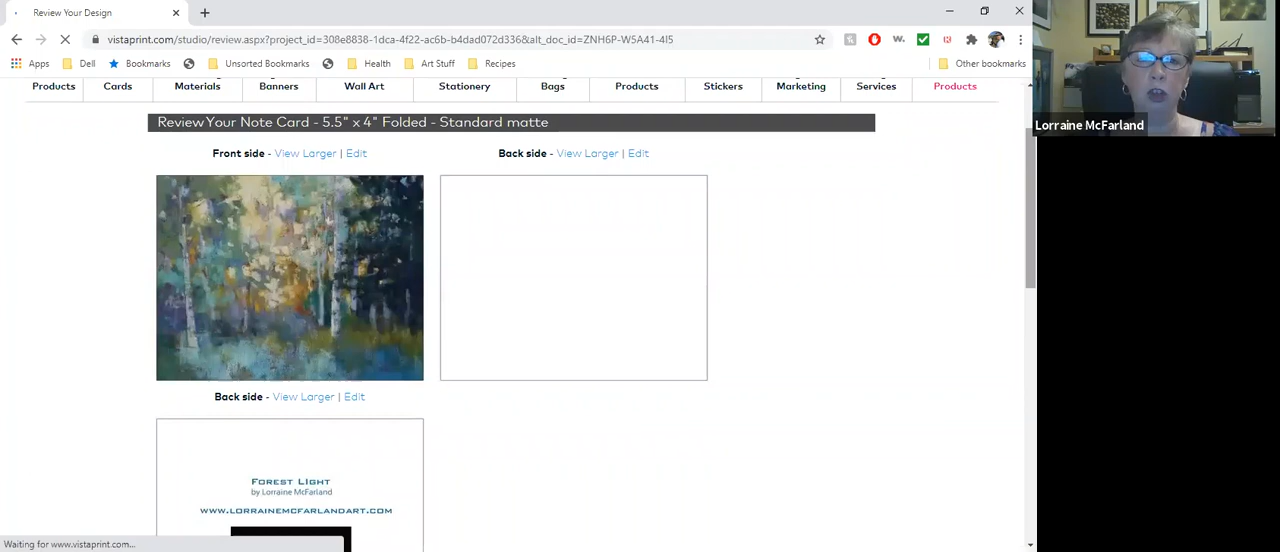 Review Your Design
vistaprint.com/studio/review.aspx?project_id=308e8838-1dca-4f22-ac6b-b4dad072d336&alt_doc_id=ZNH6P-W5A41-4I5
Apps Dell Bookmarks Unsorted Bookmarks Health Art Stuff Recipes Other bookmarks
Products Cards Materials Banners Wall Art Stationery Bags Products Stickers Marketing Services Products
Review Your Note Card - 5.5" x 4" Folded - Standard matte
Front side - View Larger | Edit
Back side - View Larger | Edit
Back side - View Larger | Edit
Forest Light
by Lorraine McFarland
www.lorrainemcfarlandart.com
Waiting for www.vistaprint.com...
Lorraine McFarland